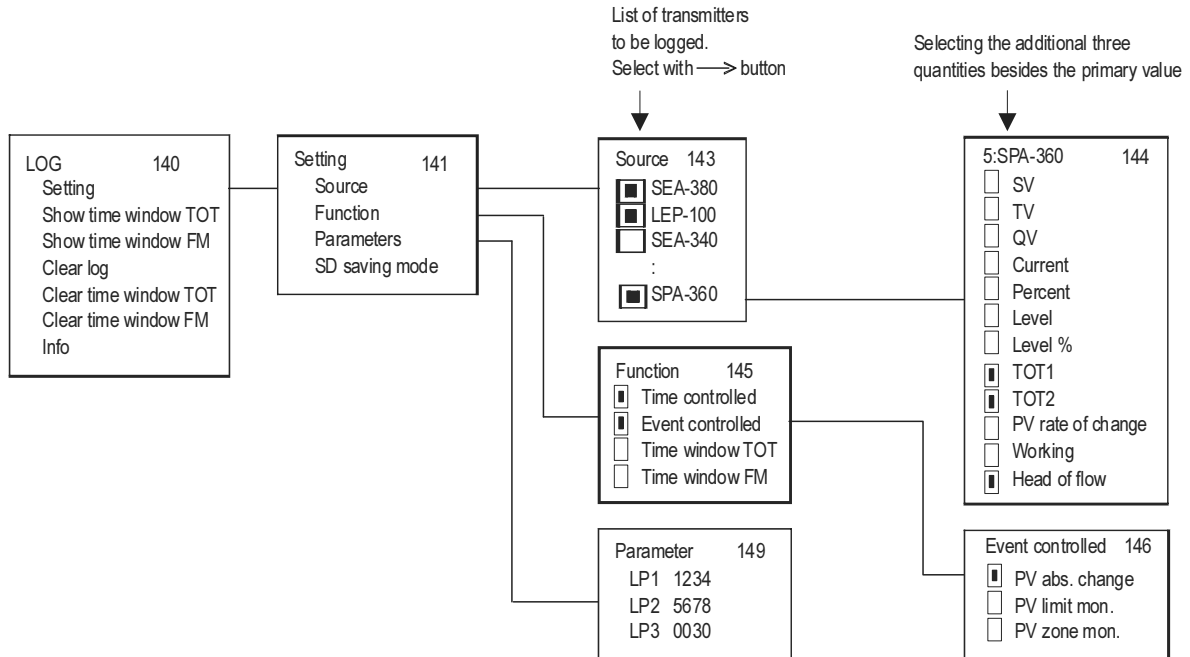 List of transmitters
to be logged.
Select with —> button
Selecting the additional three
quantities besides the primary value
LOG 140
Setting
Show time window TOT
Show time window FM
Clear log
Clear time window TOT
Clear time window FM
Info
Setting 141
Source
Function
Parameters
SD saving mode
Source 143
SEA-380
LEP-100
SEA-340
:
SPA-360
5:SPA-360 144
SV
TV
QV
Current
Percent
Level
Level %
TOT1
TOT2
PV rate of change
Working
Head of flow
Function 145
Time controlled
Event controlled
Time window TOT
Time window FM
Parameter 149
LP1 1234
LP2 5678
LP3 0030
Event controlled 146
PV abs. change
PV limit mon.
PV zone mon.